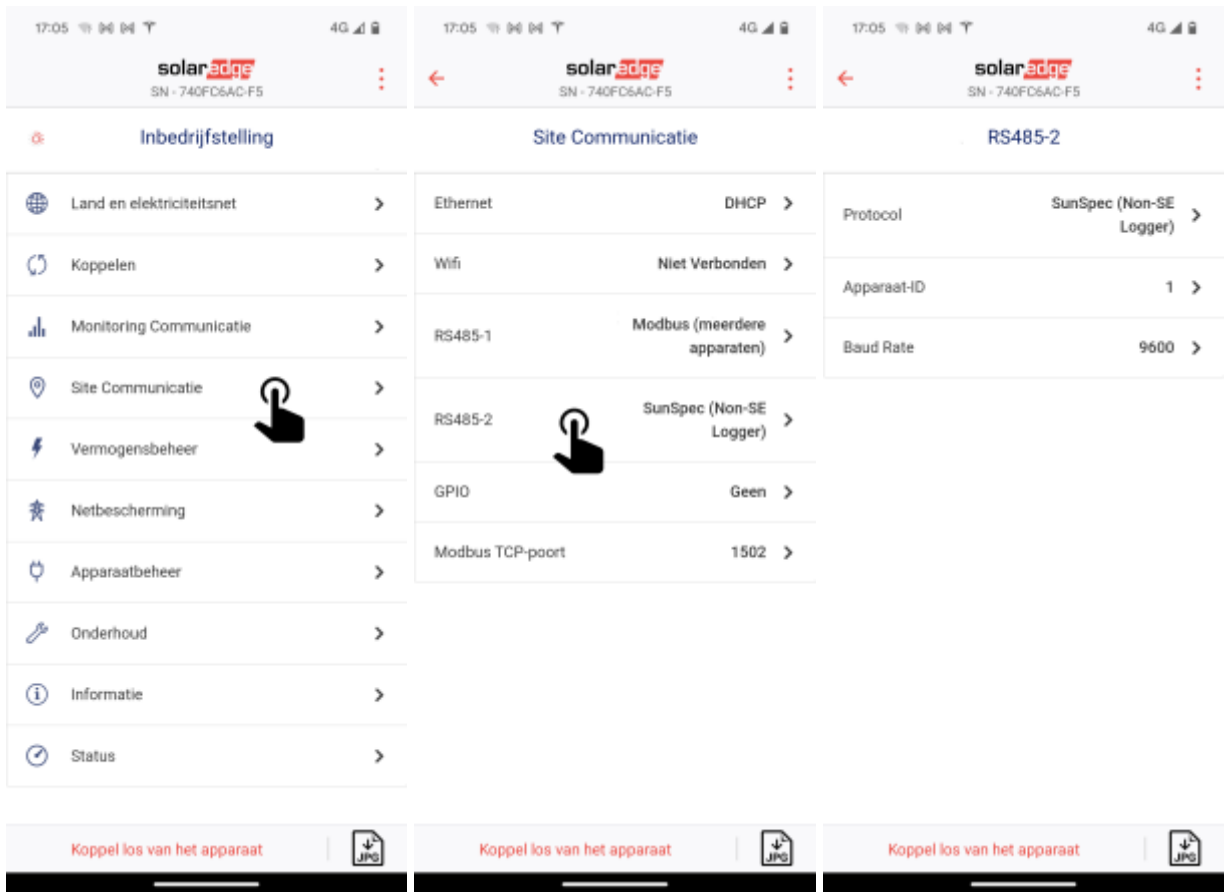 17:05
4G
solaredge
SN - 740FC6AC-F5
Inbedrijfstelling
Land en elektriciteitsnet
Koppelen
Monitoring Communicatie
Site Communicatie
Vermogensbeheer
Netbescherming
Apparaatbeheer
Onderhoud
Informatie
Status
Koppel los van het apparaat
JPG
17:05
4G
solaredge
SN - 740FC6AC-F5
Site Communicatie
Ethernet DHCP
Wifi Niet Verbonden
RS485-1 Modbus (meerdere
apparaten)
RS485-2 SunSpec (Non-SE
Logger)
GPIO Geen
Modbus TCP-poort 1502
Koppel los van het apparaat
JPG
17:05
4G
solaredge
SN - 740FC6AC-F5
RS485-2
Protocol SunSpec (Non-SE
Logger)
Apparaat-ID 1
Baud Rate 9600
Koppel los van het apparaat
JPG